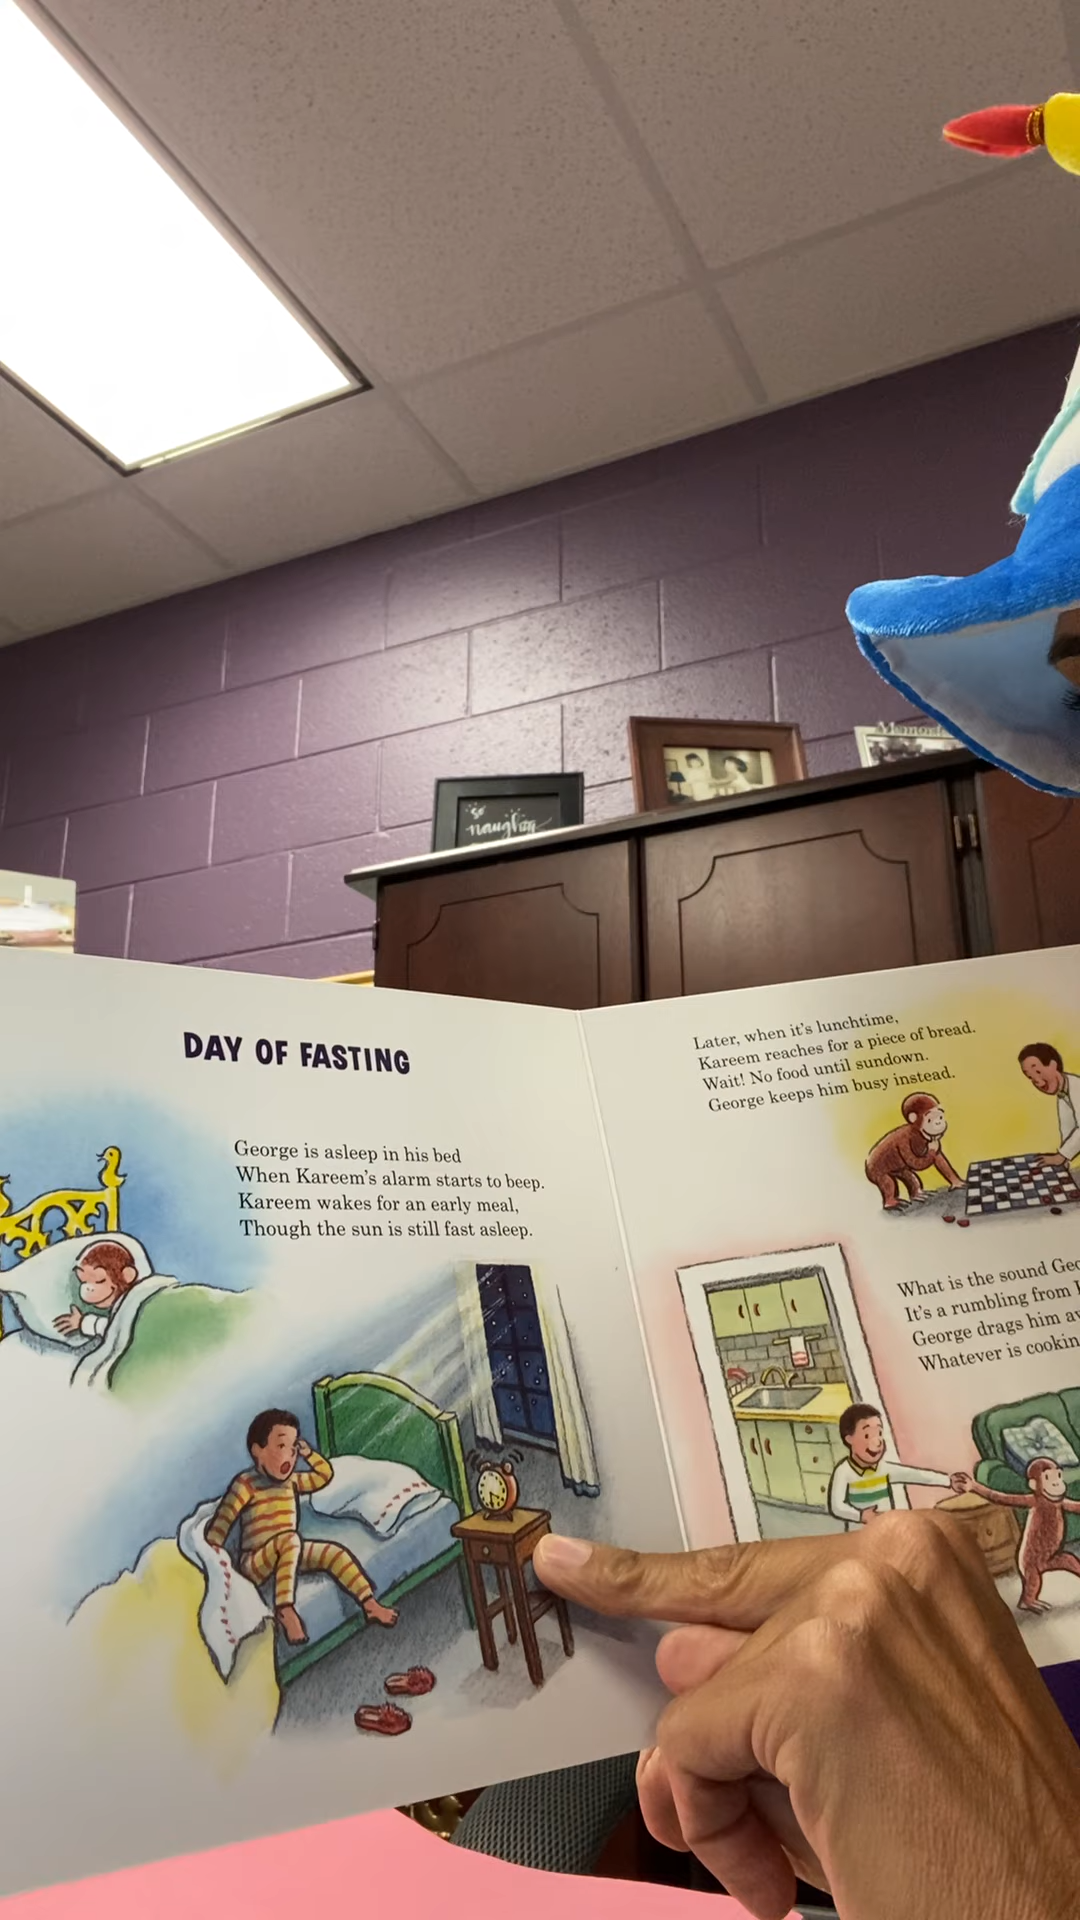 so
naughty
DAY OF FASTING
George is asleep in his bed
When Kareem's alarm starts to beep.
Kareem wakes for an early meal,
Though the sun is still fast asleep.
Later, when it's lunchtime,
Kareem reaches for a piece of bread.
Wait! No food until sundown.
George keeps him busy instead.
What is the sound
It's a rumbling from
George drags him
Whatever is